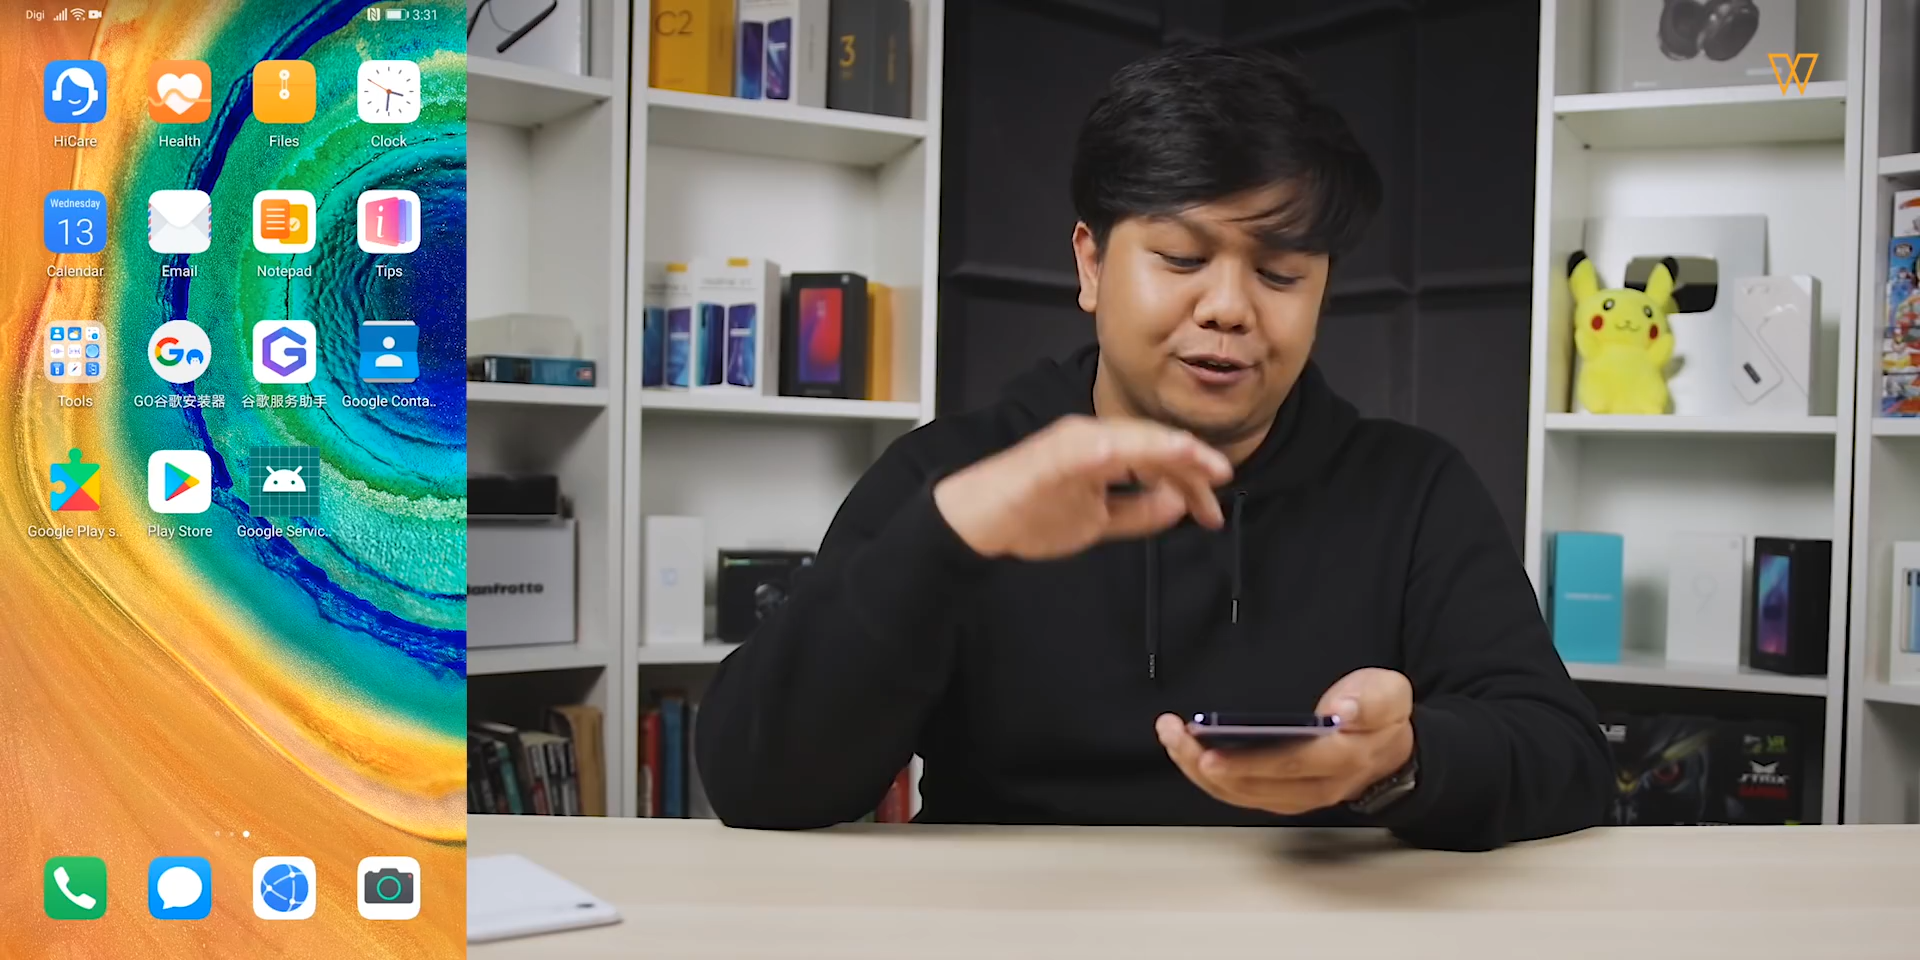 Digi
3:31
HiCare
Health
Files
Clock
Wednesday
13
Calendar
Email
Notepad
Tips
Tools
GO谷歌安装器
谷歌服务助手
Google Conta..
Google Play s..
Play Store
Google Servic..
C2
3
anfrotto
9
STRIX